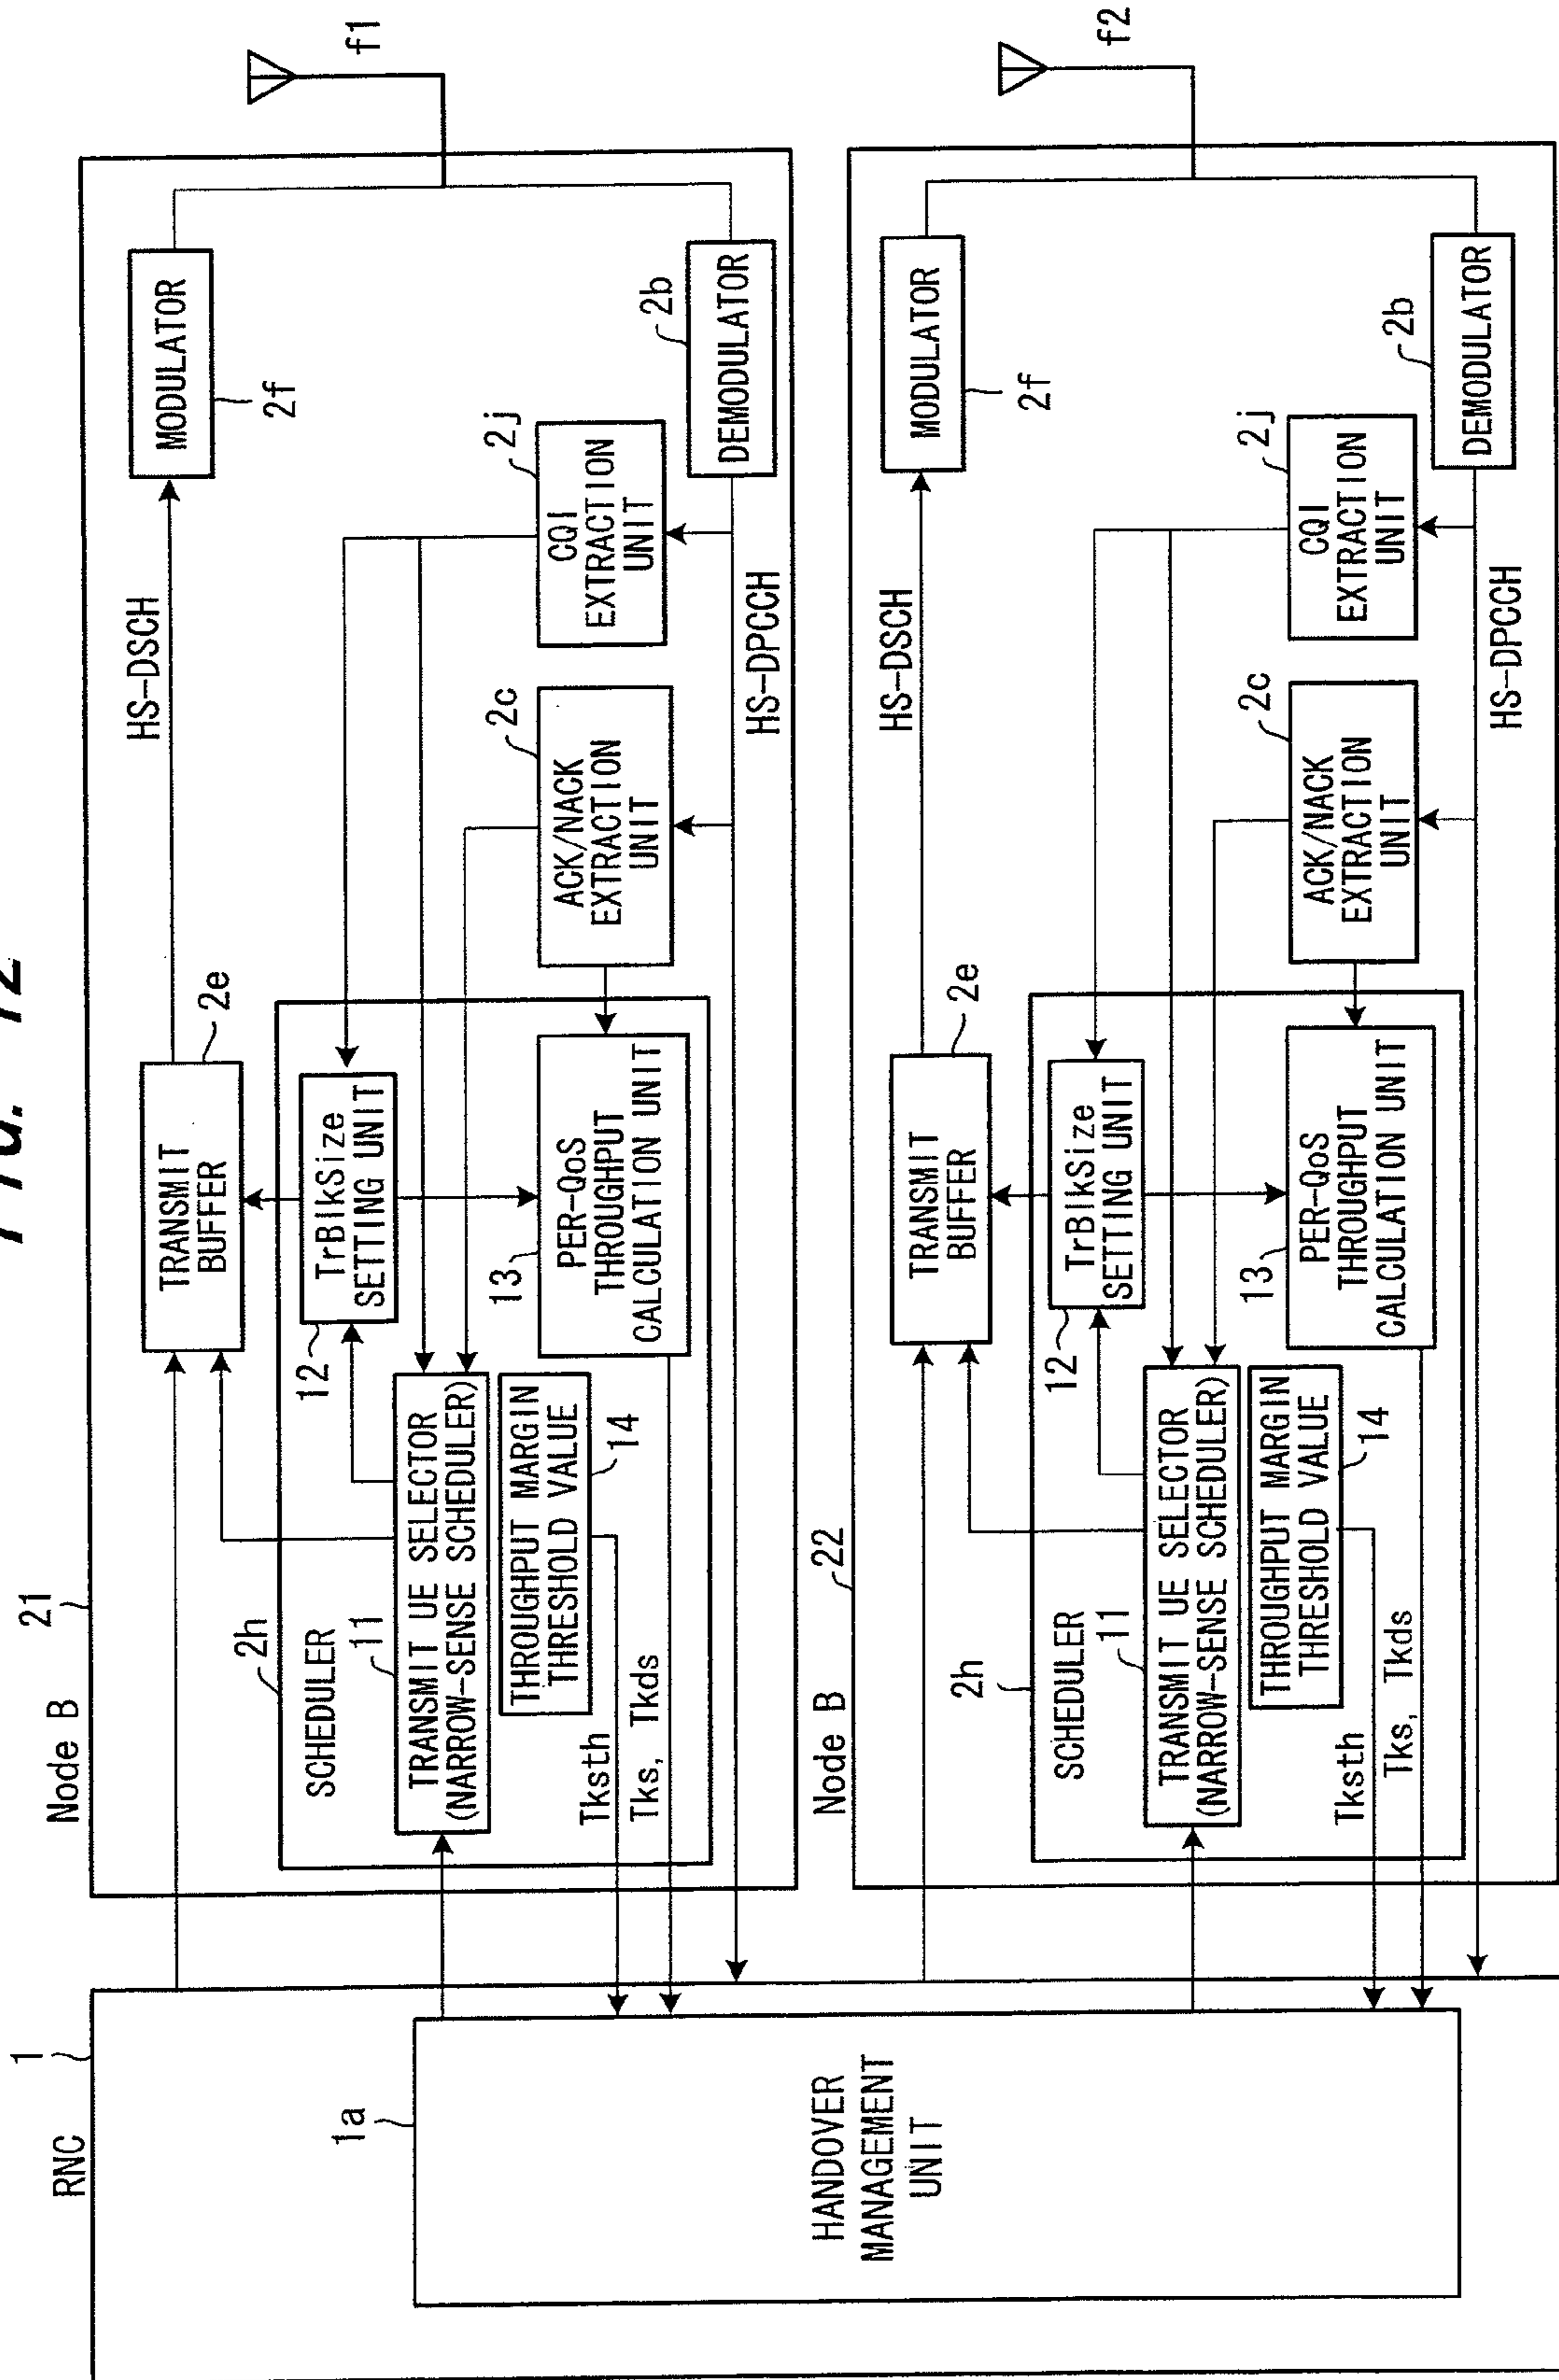 RNC
1
1a
HANDOVER
MANAGEMENT
UNIT
Node B
21
2h
SCHEDULER
11
TRANSMIT UE SELECTOR
(NARROW-SENSE SCHEDULER)
THROUGHPUT MARGIN
THRESHOLD VALUE
14
Tksth
Tks, Tkds
12
TrBlkSize
SETTING UNIT
13
PER-QoS
THROUGHPUT
CALCULATION UNIT
TRANSMIT
BUFFER
2e
HS-DSCH
MODULATOR
2f
ACK/NACK
EXTRACTION
UNIT
2c
CQI
EXTRACTION
UNIT
2j
HS-DPCCH
DEMODULATOR
2b
f1
Node B
22
2h
SCHEDULER
11
TRANSMIT UE SELECTOR
(NARROW-SENSE SCHEDULER)
THROUGHPUT MARGIN
THRESHOLD VALUE
14
Tksth
Tks, Tkds
12
TrBlkSize
SETTING UNIT
13
PER-QoS
THROUGHPUT
CALCULATION UNIT
TRANSMIT
BUFFER
2e
HS-DSCH
MODULATOR
2f
ACK/NACK
EXTRACTION
UNIT
2c
CQI
EXTRACTION
UNIT
2j
HS-DPCCH
DEMODULATOR
2b
f2